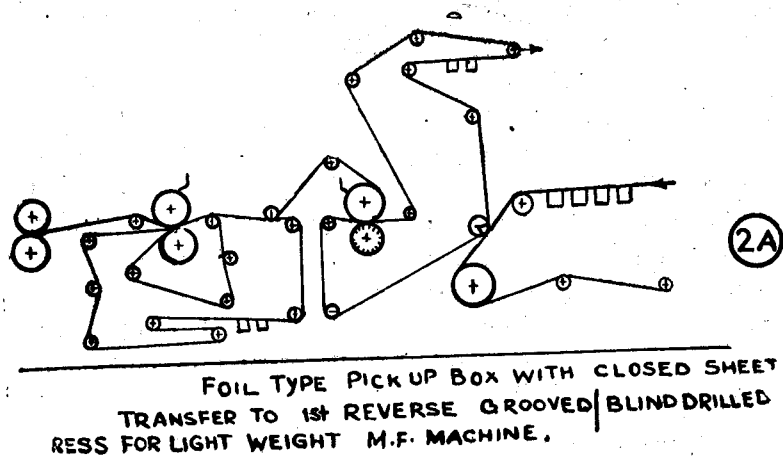 2A
FOIL TYPE PICK UP BOX WITH CLOSED SHEET
TRANSFER TO 1st REVERSE GROOVED/BLIND DRILLED
RESS FOR LIGHT WEIGHT M.F. MACHINE.